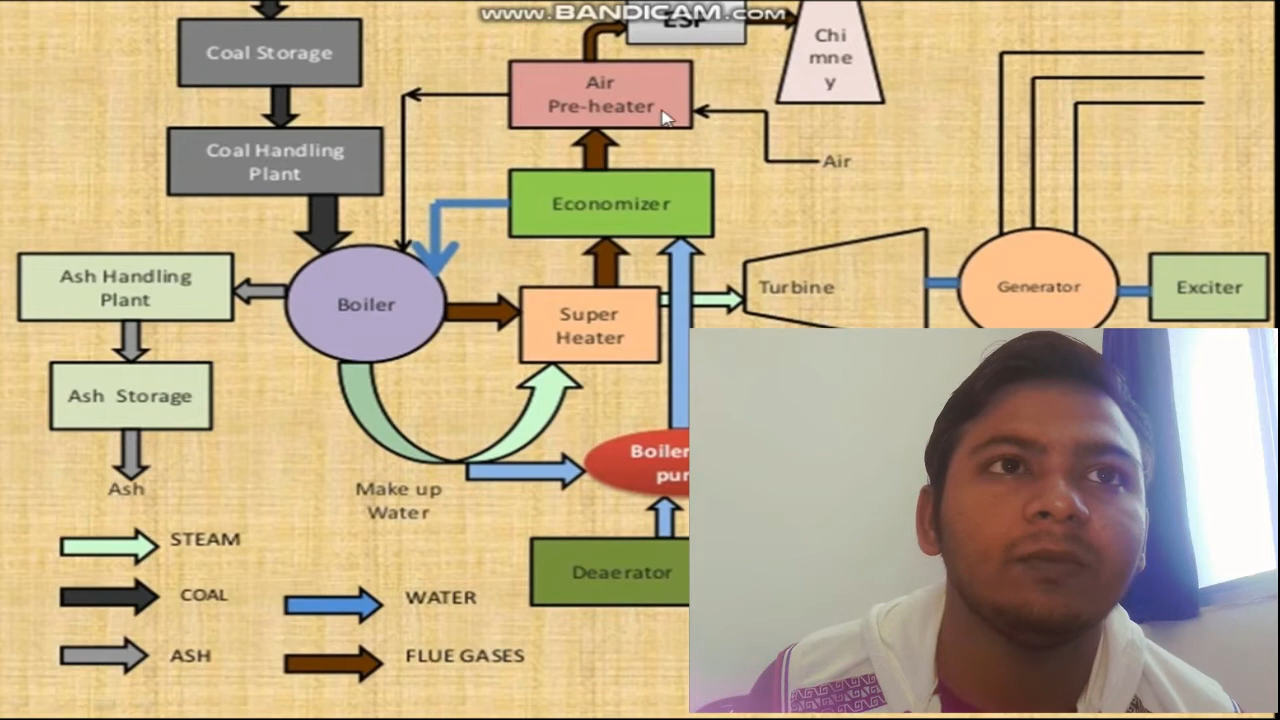 www.BANDICAM.com
Coal Storage
ESP
Chi
mne
y
Air
Pre-heater
Coal Handling
Plant
Air
Economizer
Ash Handling
Plant
Boiler
Super
Heater
Turbine
Generator
Exciter
Ash Storage
Boiler
Ash
Make up
Water
STEAM
Deaerator
COAL
WATER
ASH
FLUE GASES